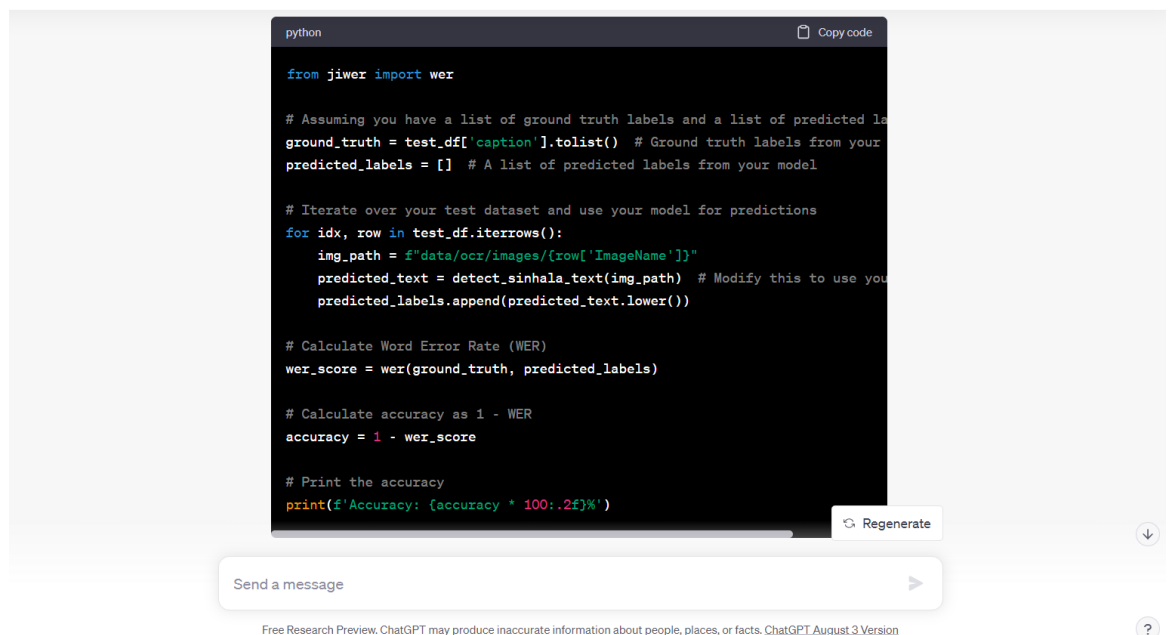 python
Copy code
from jiwer import wer
# Assuming you have a list of ground truth labels and a list of predicted la
ground_truth = test_df['caption'].tolist()  # Ground truth labels from your
predicted_labels = []  # A list of predicted labels from your model
# Iterate over your test dataset and use your model for predictions
for idx, row in test_df.iterrows():
    img_path = f"data/ocr/images/{row['ImageName']}"
    predicted_text = detect_sinhala_text(img_path)  # Modify this to use you
    predicted_labels.append(predicted_text.lower())
# Calculate Word Error Rate (WER)
wer_score = wer(ground_truth, predicted_labels)
# Calculate accuracy as 1 - WER
accuracy = 1 - wer_score
# Print the accuracy
print(f'Accuracy: {accuracy * 100:.2f}%')
Regenerate
Send a message
Free Research Preview. ChatGPT may produce inaccurate information about people, places, or facts. ChatGPT August 3 Version
?